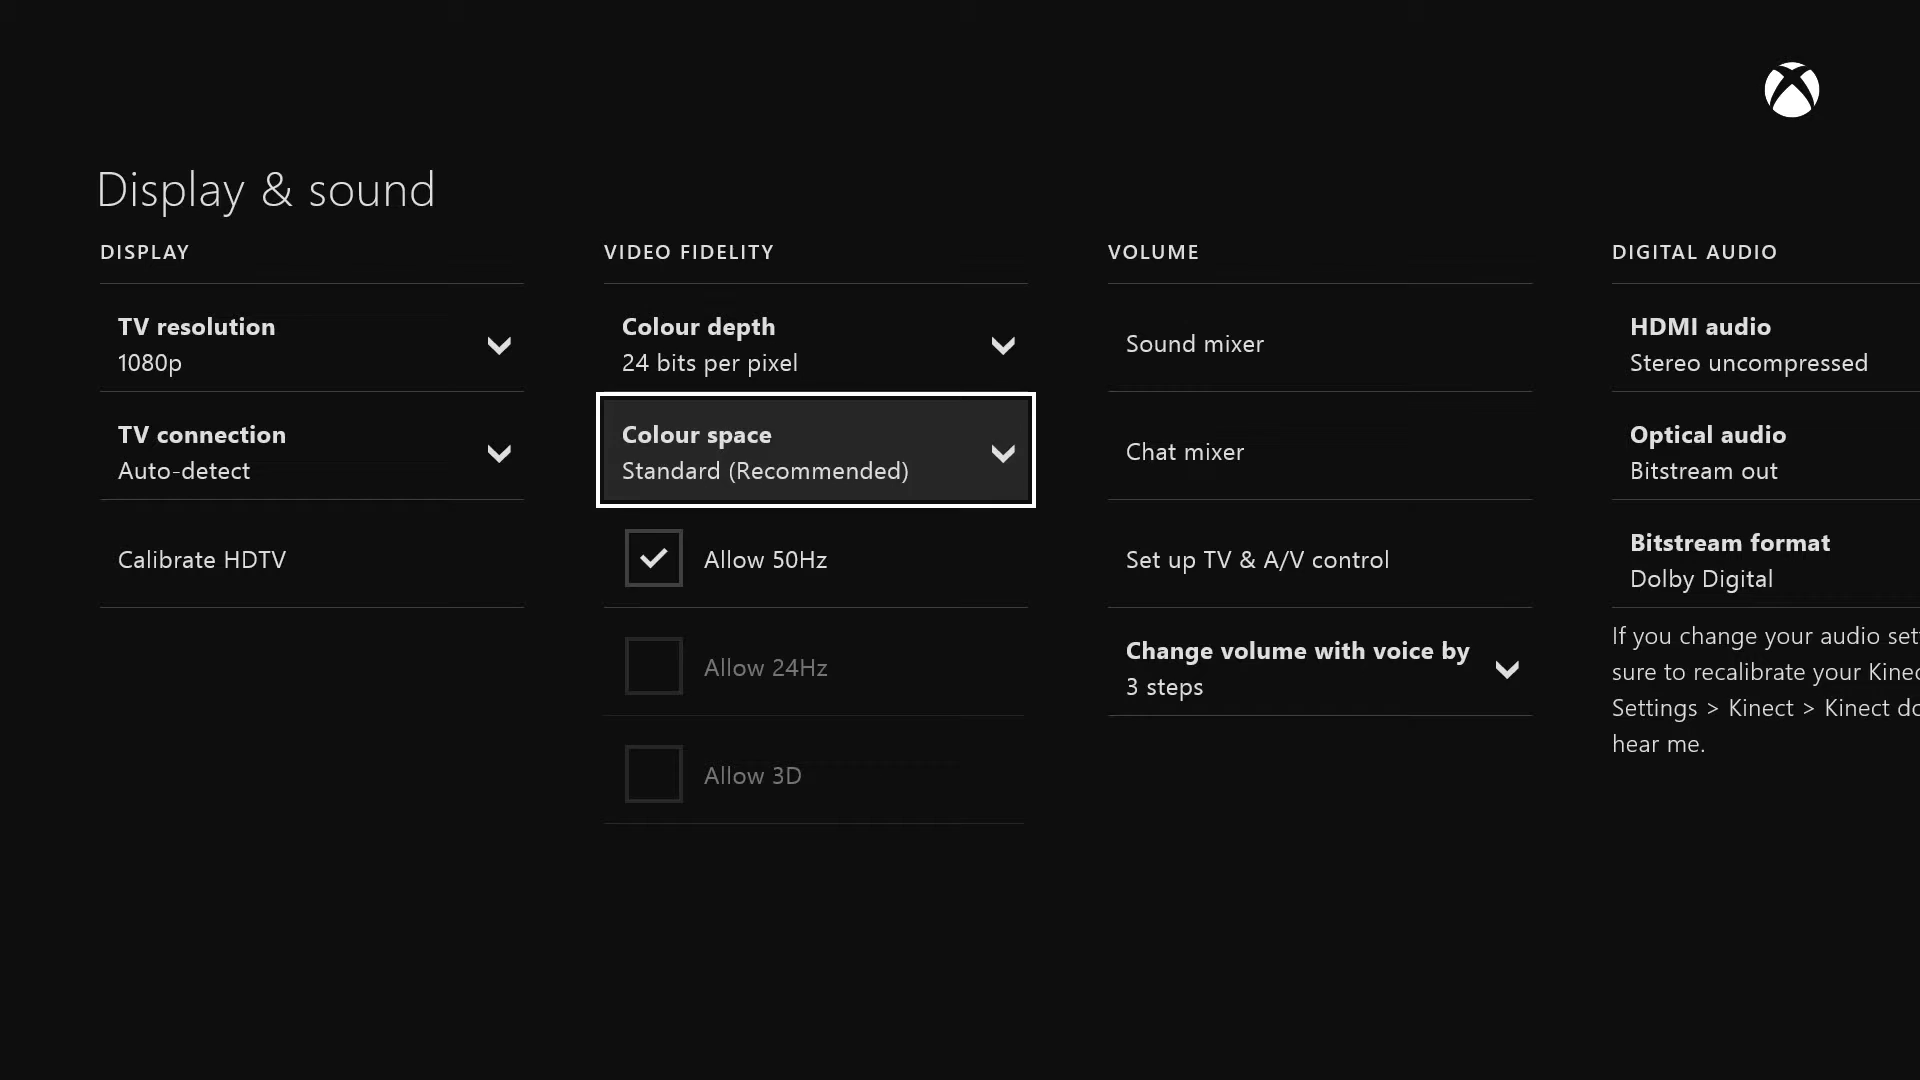 Display & sound
DISPLAY
TV resolution
1080p
TV connection
Auto-detect
Calibrate HDTV
VIDEO FIDELITY
Colour depth
24 bits per pixel
Colour space
Standard (Recommended)
Allow 50Hz
Allow 24Hz
Allow 3D
VOLUME
Sound mixer
Chat mixer
Set up TV & A/V control
Change volume with voice by
3 steps
DIGITAL AUDIO
HDMI audio
Stereo uncompressed
Optical audio
Bitstream out
Bitstream format
Dolby Digital
If you change your audio
sure to recalibrate your
Settings > Kinect > Kinect
hear me.